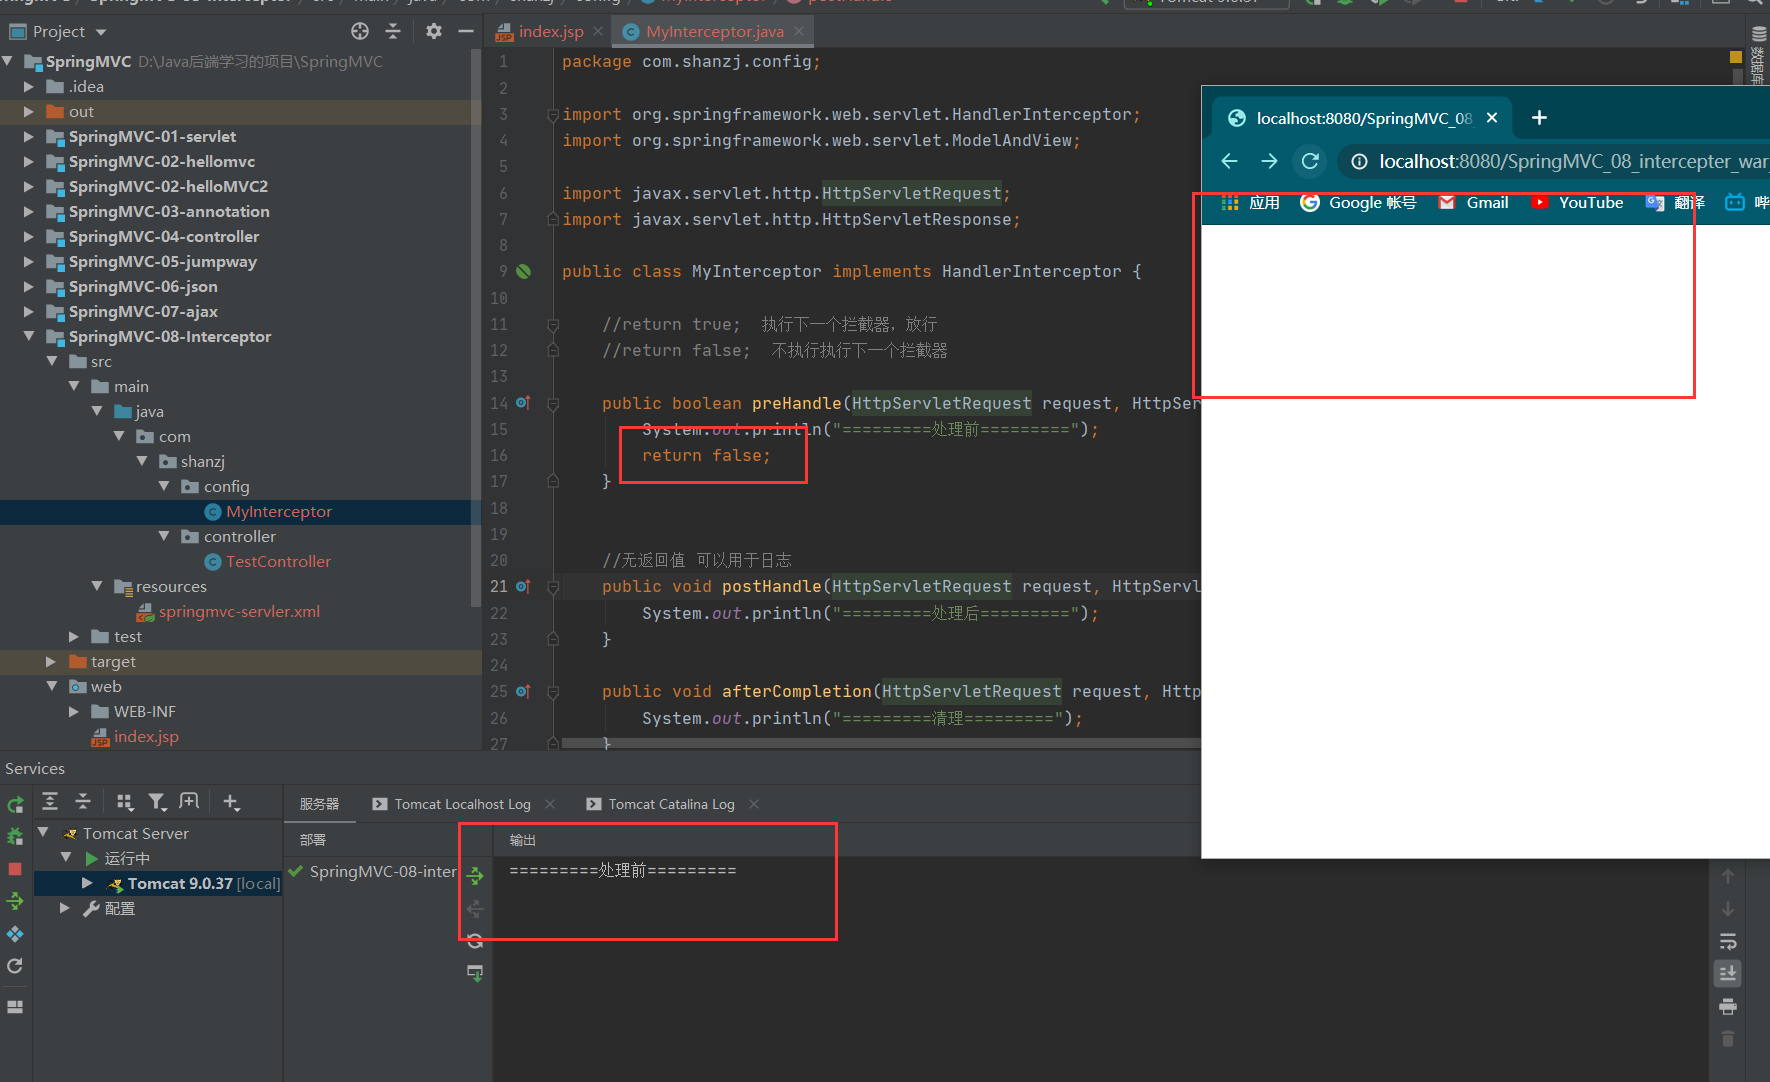 Project
index.jsp
MyInterceptor.java
SpringMVC D:\Java后端学习的项目\SpringMVC
.idea
out
SpringMVC-01-servlet
SpringMVC-02-hellomvc
SpringMVC-02-helloMVC2
SpringMVC-03-annotation
SpringMVC-04-controller
SpringMVC-05-jumpway
SpringMVC-06-json
SpringMVC-07-ajax
SpringMVC-08-Interceptor
src
main
java
com
shanzj
config
MyInterceptor
controller
TestController
resources
springmvc-servler.xml
test
target
web
WEB-INF
index.jsp
1 package com.shanzj.config;
2
3 import org.springframework.web.servlet.HandlerInterceptor;
4 import org.springframework.web.servlet.ModelAndView;
5
6 import javax.servlet.http.HttpServletRequest;
7 import javax.servlet.http.HttpServletResponse;
8
9 public class MyInterceptor implements HandlerInterceptor {
10
11 //return true; 执行下一个拦截器，放行
12 //return false; 不执行执行下一个拦截器
13
14 public boolean preHandle(HttpServletRequest request, HttpSer
15 System.out.println("=========处理前=========");
16 return false;
17 }
18
19
20 //无返回值 可以用于日志
21 public void postHandle(HttpServletRequest request, HttpServl
22 System.out.println("=========处理后=========");
23 }
24
25 public void afterCompletion(HttpServletRequest request, Http
26 System.out.println("=========清理=========");
27 }
数据库
localhost:8080/SpringMVC_08
localhost:8080/SpringMVC_08_intercepter_war
应用
Google 帐号
Gmail
YouTube
翻译
哔
Services
服务器
Tomcat Localhost Log
Tomcat Catalina Log
Tomcat Server
运行中
Tomcat 9.0.37 [local]
配置
部署
SpringMVC-08-inter
输出
=========处理前=========